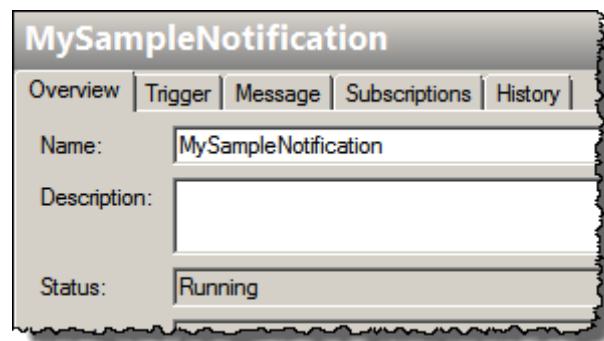 MySampleNotification
Overview Trigger Message Subscriptions History
Name: MySampleNotification
Description:
Status: Running